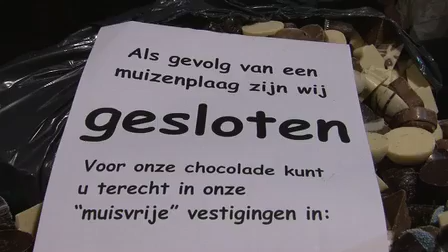 Als gevolg van een
muizenplaag zijn wij
gesloten
Voor onze chocolade kunt
u terecht in onze
“muisvrije” vestigingen in: